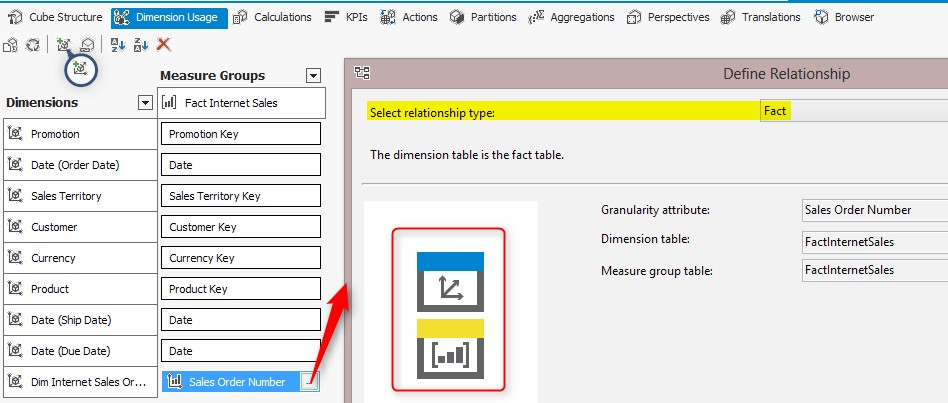 Cube Structure Dimension Usage Calculations KPIs Actions Partitions Aggregations Perspectives Translations Browser
Measure Groups
Dimensions
Fact Internet Sales
Promotion Promotion Key
Date (Order Date) Date
Sales Territory Sales Territory Key
Customer Customer Key
Currency Currency Key
Product Product Key
Date (Ship Date) Date
Date (Due Date) Date
Dim Internet Sales Or... Sales Order Number
Define Relationship
Select relationship type: Fact
The dimension table is the fact table.
Granularity attribute: Sales Order Number
Dimension table: FactInternetSales
Measure group table: FactInternetSales